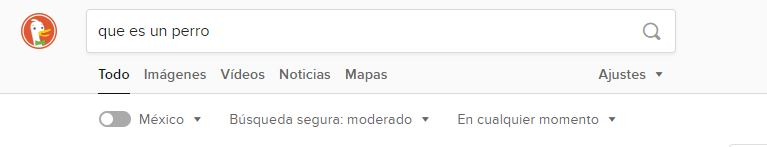 que es un perro
Todo Imágenes Vídeos Noticias Mapas Ajustes
México Búsqueda segura: moderado En cualquier momento